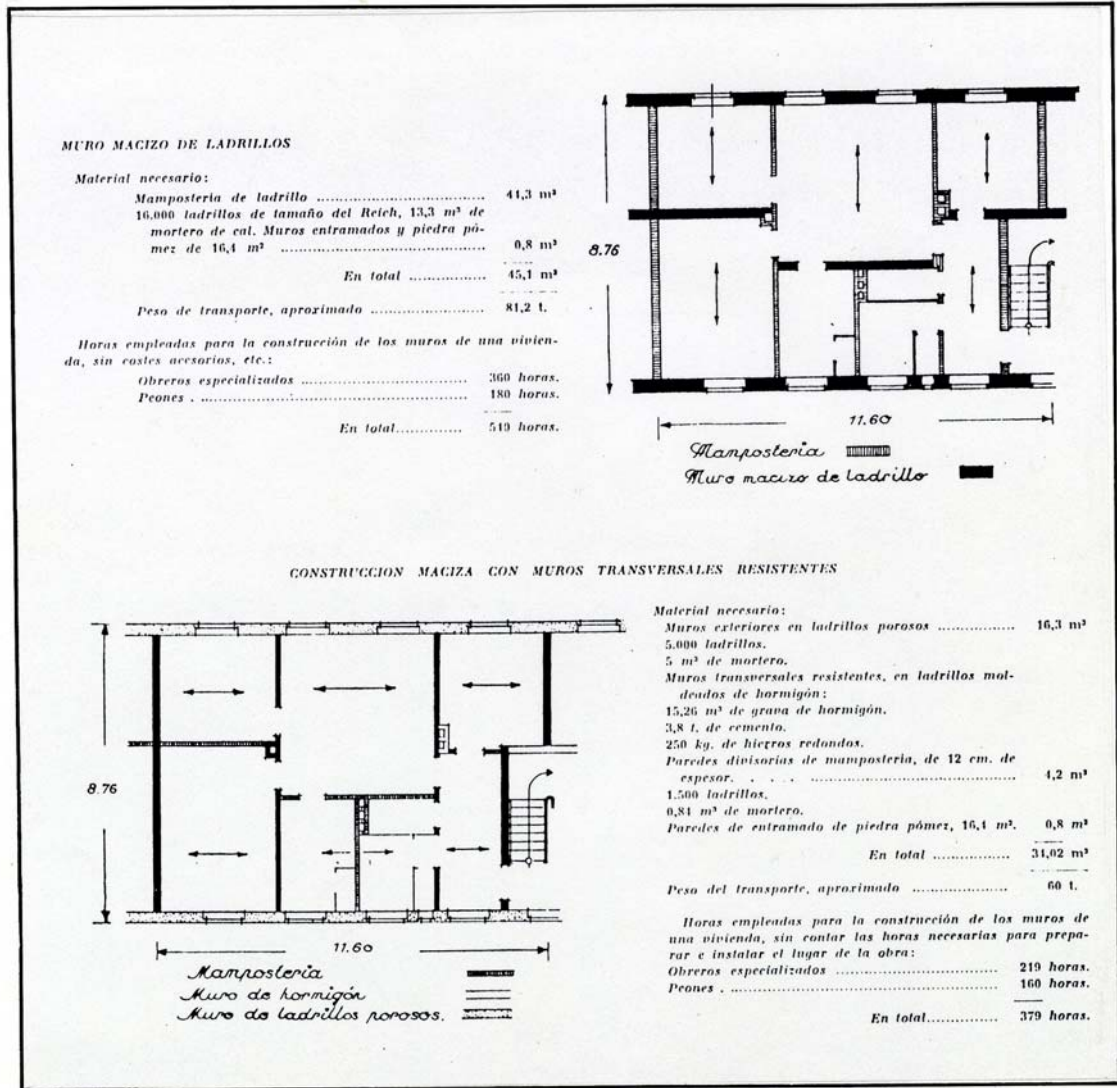 MURO MACIZO DE LADRILLOS
Material necesario:
Mampostería de ladrillo ................................ 44,3 m³
16.000 ladrillos de tamaño del Reich, 13,3 m³ de
mortero de cal. Muros entramados y piedra pó-
mez de 16,4 m² ........................................ 0,8 m³
En total .............. 45,1 m³
Peso de transporte, aproximado .................... 81,2 t.
Horas empleadas para la construcción de los muros de una vivien-
da, sin costes accesorios, etc.:
Obreros especializados ................................ 360 horas.
Peones . .................................................. 180 horas.
En total............. 519 horas.
8.76
11.60
Mampostería
Muro macizo de ladrillo
CONSTRUCCION MACIZA CON MUROS TRANSVERSALES RESISTENTES
8.76
11.60
Mampostería
Muro de hormigón
Muro de ladrillos porosos.
Material necesario:
Muros exteriores en ladrillos porosos ................ 16,3 m³
5.000 ladrillos.
5 m³ de mortero.
Muros transversales resistentes, en ladrillos mol-
deados de hormigón:
15,26 m³ de grava de hormigón.
3,8 t. de cemento.
250 kg. de hierros redondos.
Paredes divisorias de mampostería, de 12 cm. de
espesor. . . . ................................ 4,2 m³
1.500 ladrillos.
0,84 m³ de mortero.
Paredes de entramado de piedra pómez, 16,4 m². 0,8 m³
En total ................ 34,02 m³
Peso del transporte, aproximado .................... 60 t.
Horas empleadas para la construcción de los muros de
una vivienda, sin contar las horas necesarias para prepa-
rar e instalar el lugar de la obra:
Obreros especializados ................................ 219 horas.
Peones . .................................................. 160 horas.
En total............... 379 horas.